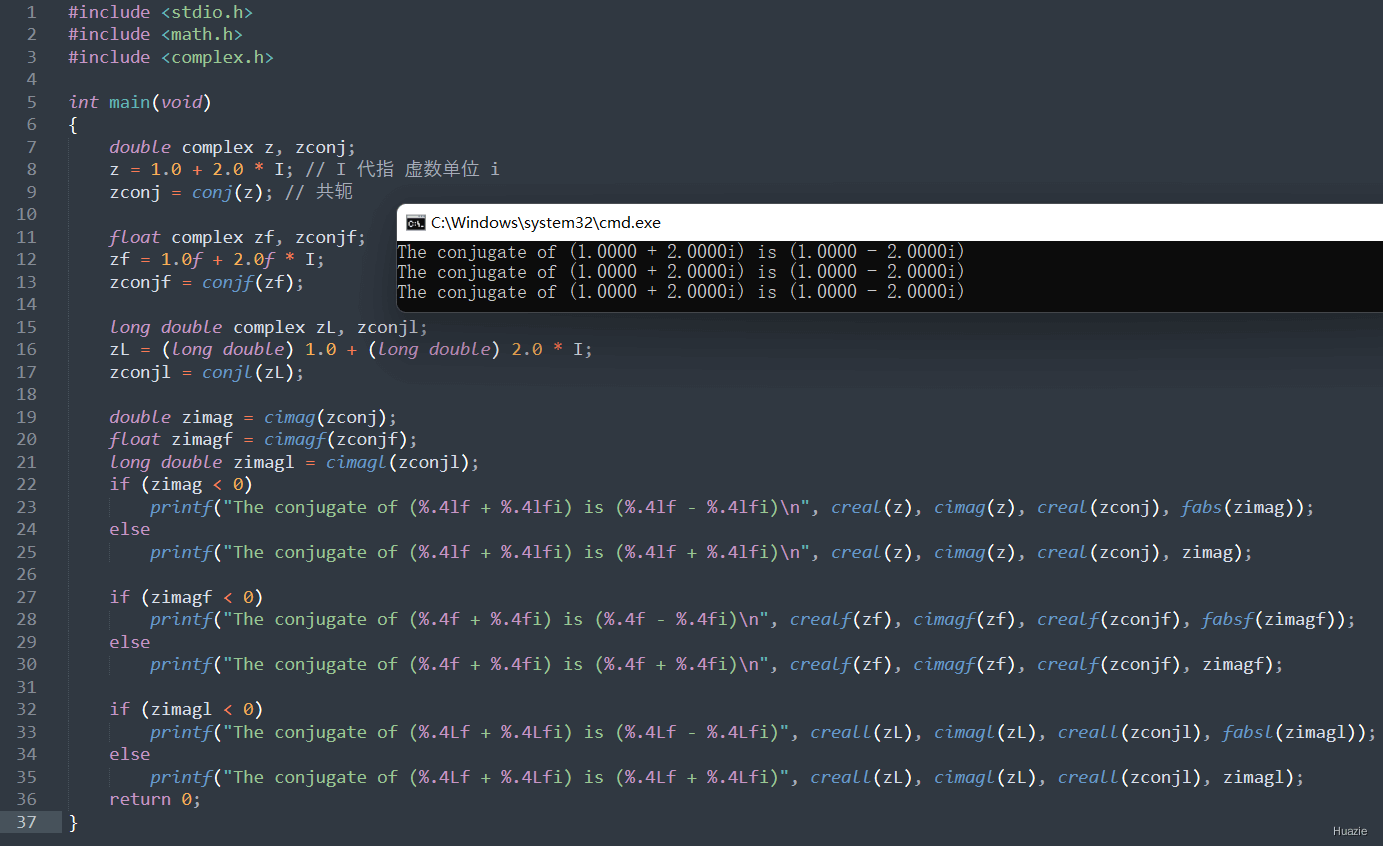 1 #include <stdio.h>
2 #include <math.h>
3 #include <complex.h>
4
5 int main(void)
6 {
7     double complex z, zconj;
8     z = 1.0 + 2.0 * I; // I 代指 虚数单位 i
9     zconj = conj(z); // 共轭
10
11     float complex zf, zconjf;
12     zf = 1.0f + 2.0f * I;
13     zconjf = conjf(zf);
14
15     long double complex zL, zconjl;
16     zL = (long double) 1.0 + (long double) 2.0 * I;
17     zconjl = conjl(zL);
18
19     double zimag = cimag(zconj);
20     float zimagf = cimagf(zconjf);
21     long double zimagl = cimagl(zconjl);
22     if (zimag < 0)
23         printf("The conjugate of (%.4lf + %.4lfi) is (%.4lf - %.4lfi)\n", creal(z), cimag(z), creal(zconj), fabs(zimag));
24     else
25         printf("The conjugate of (%.4lf + %.4lfi) is (%.4lf + %.4lfi)\n", creal(z), cimag(z), creal(zconj), zimag);
26
27     if (zimagf < 0)
28         printf("The conjugate of (%.4f + %.4fi) is (%.4f - %.4fi)\n", crealf(zf), cimagf(zf), crealf(zconjf), fabsf(zimagf));
29     else
30         printf("The conjugate of (%.4f + %.4fi) is (%.4f + %.4fi)\n", crealf(zf), cimagf(zf), crealf(zconjf), zimagf);
31
32     if (zimagl < 0)
33         printf("The conjugate of (%.4Lf + %.4Lfi) is (%.4Lf - %.4Lfi)", creall(zL), cimagl(zL), creall(zconjl), fabsl(zimagl));
34     else
35         printf("The conjugate of (%.4Lf + %.4Lfi) is (%.4Lf + %.4Lfi)", creall(zL), cimagl(zL), creall(zconjl), zimagl);
36     return 0;
37 }
C:\Windows\system32\cmd.exe
The conjugate of (1.0000 + 2.0000i) is (1.0000 - 2.0000i)
The conjugate of (1.0000 + 2.0000i) is (1.0000 - 2.0000i)
The conjugate of (1.0000 + 2.0000i) is (1.0000 - 2.0000i)
Huazie